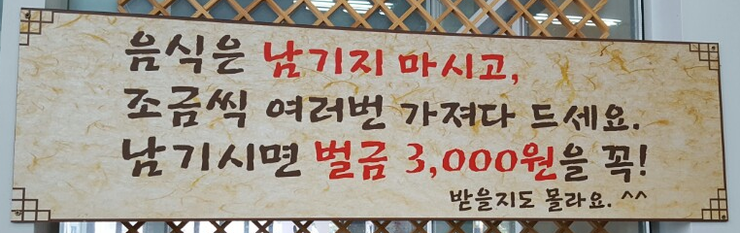 음식은 남기지 마시고,
조금씩 여러번 가져다 드세요.
남기시면 벌금 3,000원을 꼭!
받을지도 몰라요. ^^